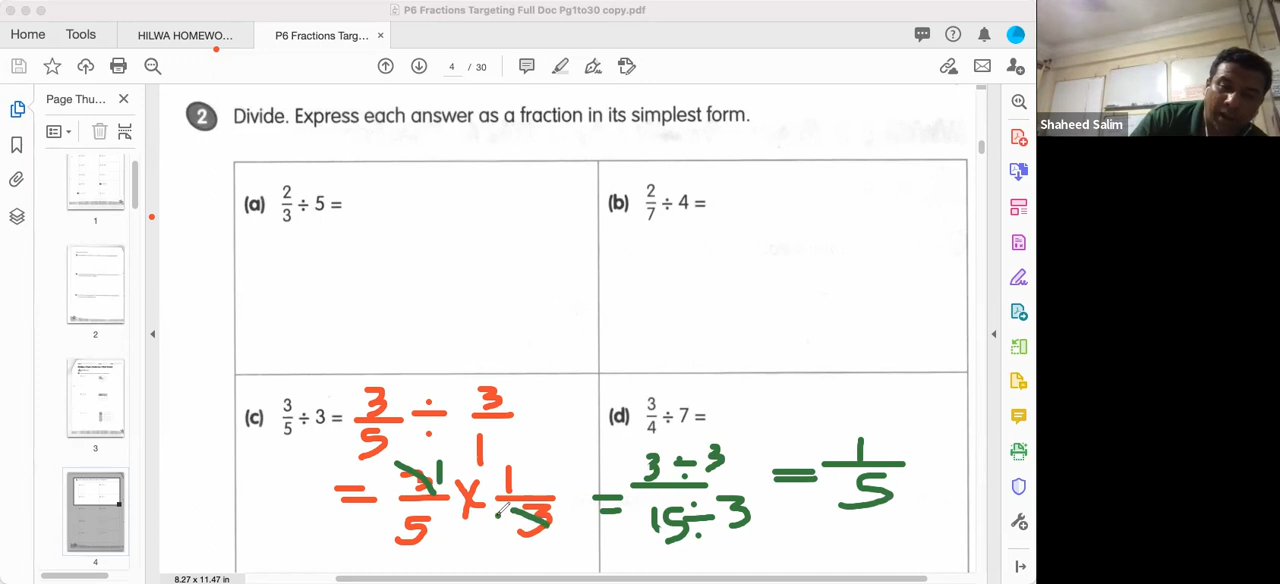 P6 Fractions Targeting Full Doc Pg1to30 copy.pdf
Home Tools HILWA HOMEWO... P6 Fractions Targ... ×
4 / 30
Page Thu... ×
1
2
3
4
2 Divide. Express each answer as a fraction in its simplest form.
(a) 2/3 ÷ 5 =
(b) 2/7 ÷ 4 =
(c) 3/5 ÷ 3 = 3/5 ÷ 3/1
= 3/5 1 × 1/3
= 3 ÷ 3 / 15 ÷ 3 = 1/5
(d) 3/4 ÷ 7 =
8.27 x 11.47 in
Shaheed Salim